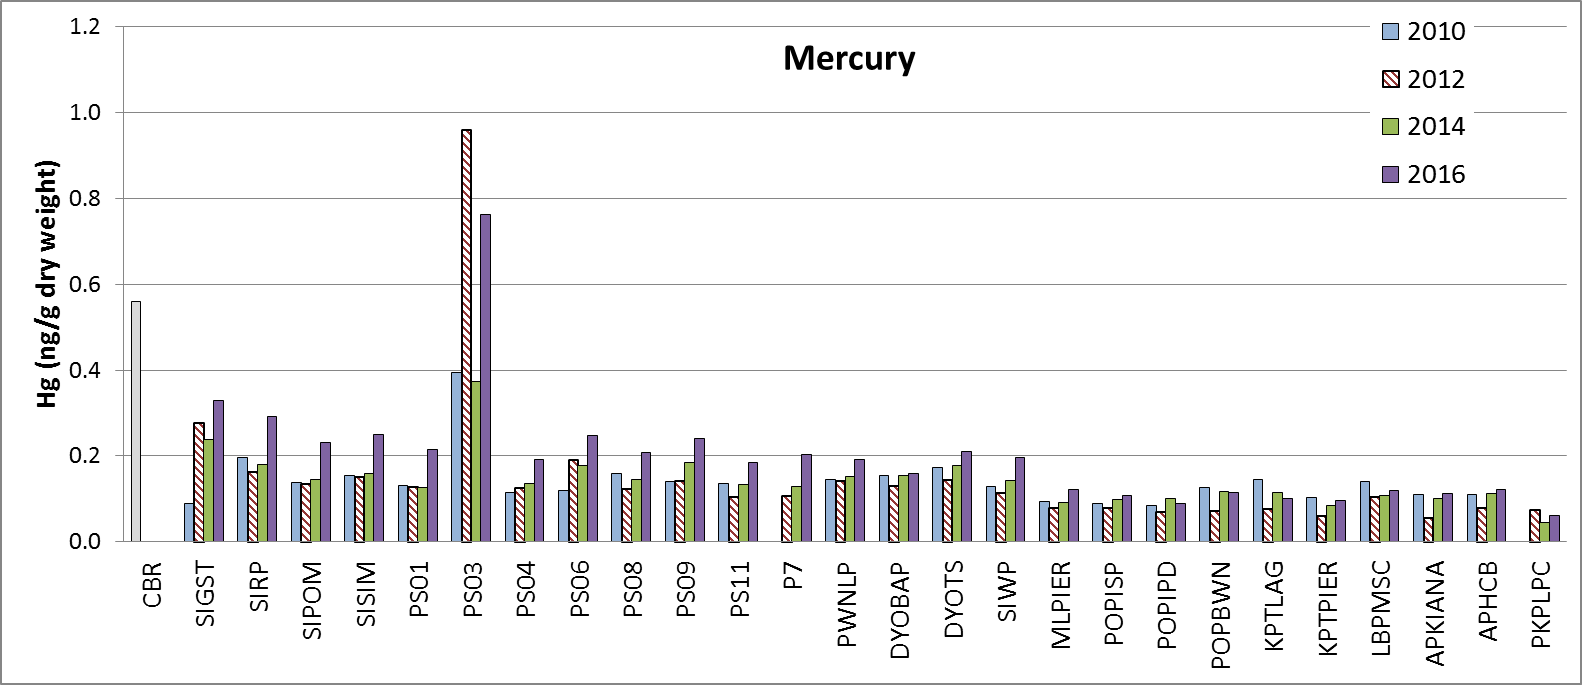 Mercury
2010
2012
2014
2016
Hg (ng/g dry weight)
1.2
1.0
0.8
0.6
0.4
0.2
0.0
CBR
SIGST
SIRP
SIPOM
SISIM
PS01
PS03
PS04
PS06
PS08
PS09
PS11
P7
PWNLP
DYOBAP
DYOTS
SIWP
MLPIER
POPISP
POPIPD
POPBWN
KPTLAG
KPTPIER
LBPMSC
APKIANA
APHCB
PKPLPC